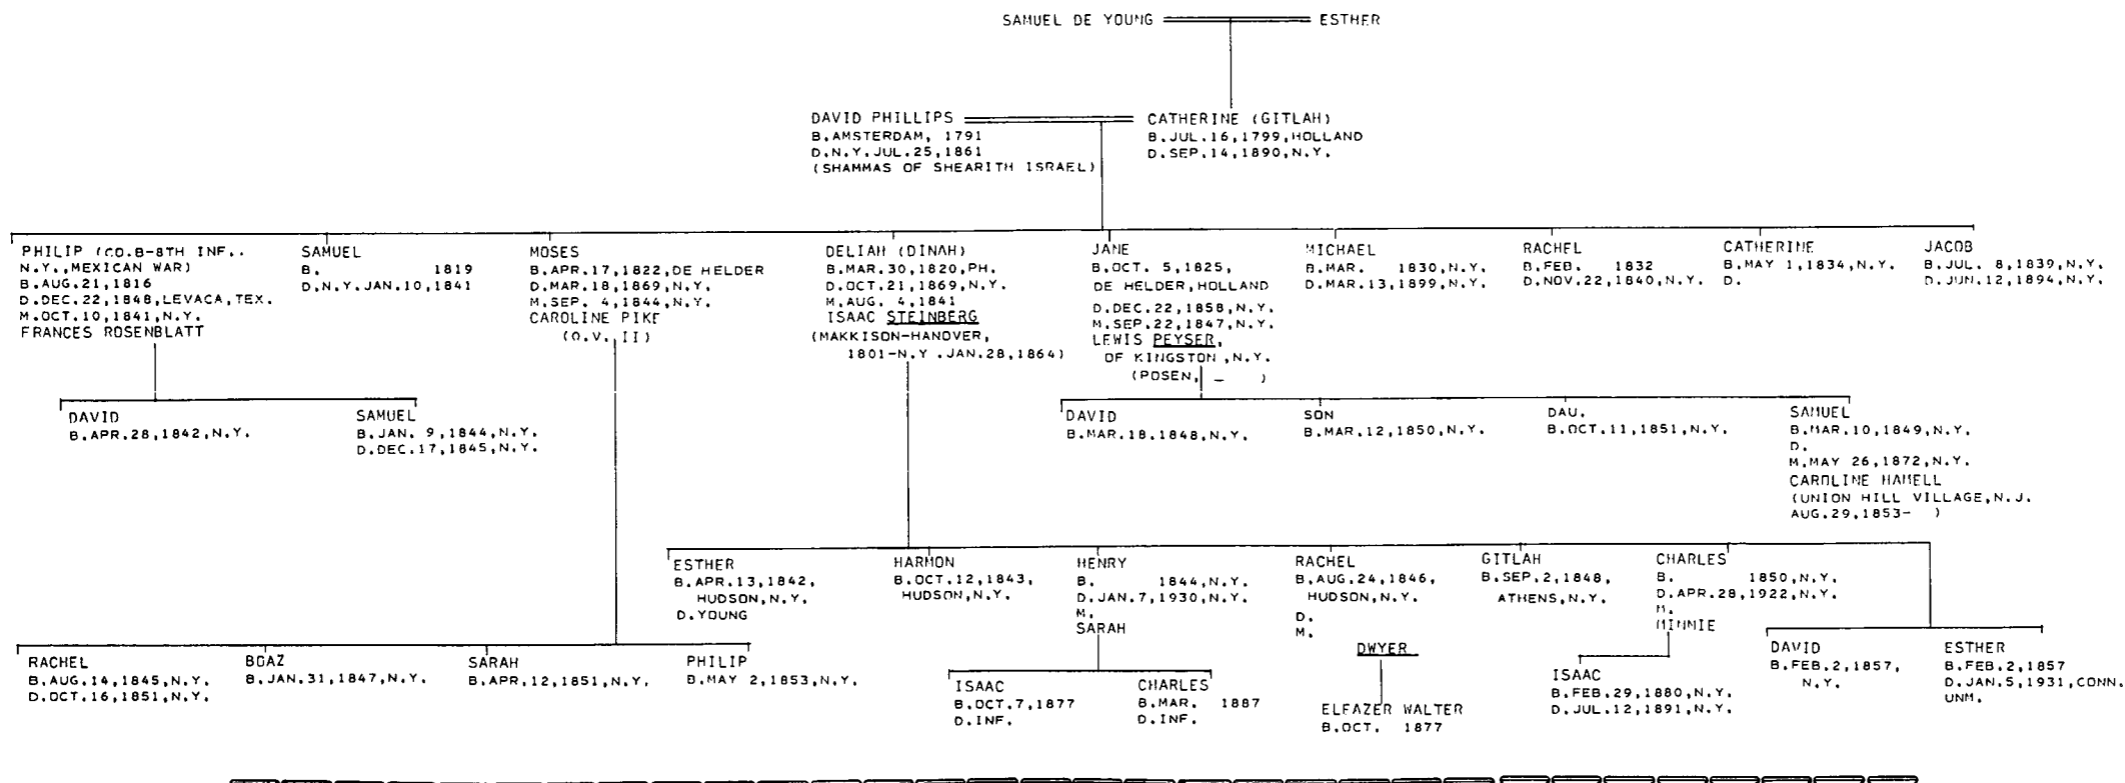 SAMUEL DE YOUNG
ESTHER
DAVID PHILLIPS
B.AMSTERDAM, 1791
D.N.Y.JUL.25,1861
(SHAMMAS OF SHEARITH ISRAEL)
CATHERINE (GITLAH)
B.JUL.16,1799,HOLLAND
D.SEP.14,1890,N.Y.
PHILIP (CO.B-8TH INF.,
N.Y.,MEXICAN WAR)
B.AUG.21,1816
D.DEC.22,1848,LEVACA,TEX.
M.OCT.10,1841,N.Y.
FRANCES ROSENBLATT
SAMUEL
B. 1819
D.N.Y.JAN.10,1841
MOSES
B.APR.17,1822,DE HELDER
D.MAR.18,1869,N.Y.
M.SEP. 4,1844,N.Y.
CAROLINE PIKE
(Q.V. II)
DELIAH (DINAH)
B.MAR.30,1820,PH.
D.OCT.21,1869,N.Y.
M.AUG. 4,1841
ISAAC STEINBERG
(MAKKISON-HANOVER,
1801-N.Y.JAN.28,1864)
JANE
B.OCT. 5,1825,
DE HELDER,HOLLAND
D.DEC.22,1858,N.Y.
M.SEP.22,1847,N.Y.
LEWIS PEYSER,
OF KINGSTON,N.Y.
(POSEN, – )
MICHAEL
B.MAR. 1830,N.Y.
D.MAR.13,1899,N.Y.
RACHEL
B.FEB. 1832
D.NOV.22,1840,N.Y.
CATHERINE
B.MAY 1,1834,N.Y.
D.
JACOB
B.JUL. 8,1839,N.Y.
D.JUN.12,1894,N.Y.
DAVID
B.APR.28,1842,N.Y.
SAMUEL
B.JAN. 9,1844,N.Y.
D.DEC.17,1845,N.Y.
DAVID
B.MAR.18.1848,N.Y.
SON
B.MAR.12,1850,N.Y.
DAU.
B.OCT.11,1851,N.Y.
SAMUEL
B.MAR.10,1849,N.Y.
D.
M.MAY 26,1872,N.Y.
CAROLINE HAMELL
(UNION HILL VILLAGE,N.J.
AUG.29,1853- )
ESTHER
B.APR.13,1842,
HUDSON,N.Y.
D.YOUNG
HARMON
B.OCT.12,1843,
HUDSON,N.Y.
HENRY
B. 1844,N.Y.
D.JAN.7,1930,N.Y.
M.
SARAH
RACHEL
B.AUG.24,1846,
HUDSON,N.Y.
D.
M.
DWYER
GITLAH
B.SEP.2,1848,
ATHENS,N.Y.
CHARLES
B. 1850,N.Y.
D.APR.28,1922,N.Y.
M.
MINNIE
DAVID
B.FEB.2,1857,
N.Y.
ESTHER
B.FEB.2,1857
D.JAN.5,1931,CONN.
UNM.
RACHEL
B.AUG.14,1845,N.Y.
D.OCT.16,1851,N.Y.
BOAZ
B.JAN.31,1847,N.Y.
SARAH
B.APR.12,1851,N.Y.
PHILIP
B.MAY 2,1853,N.Y.
ISAAC
B.OCT.7,1877
D.INF.
CHARLES
B.MAR. 1887
D.INF.
ELEAZER WALTER
B.OCT. 1877
ISAAC
B.FEB.29,1880,N.Y.
D.JUL.12,1891,N.Y.